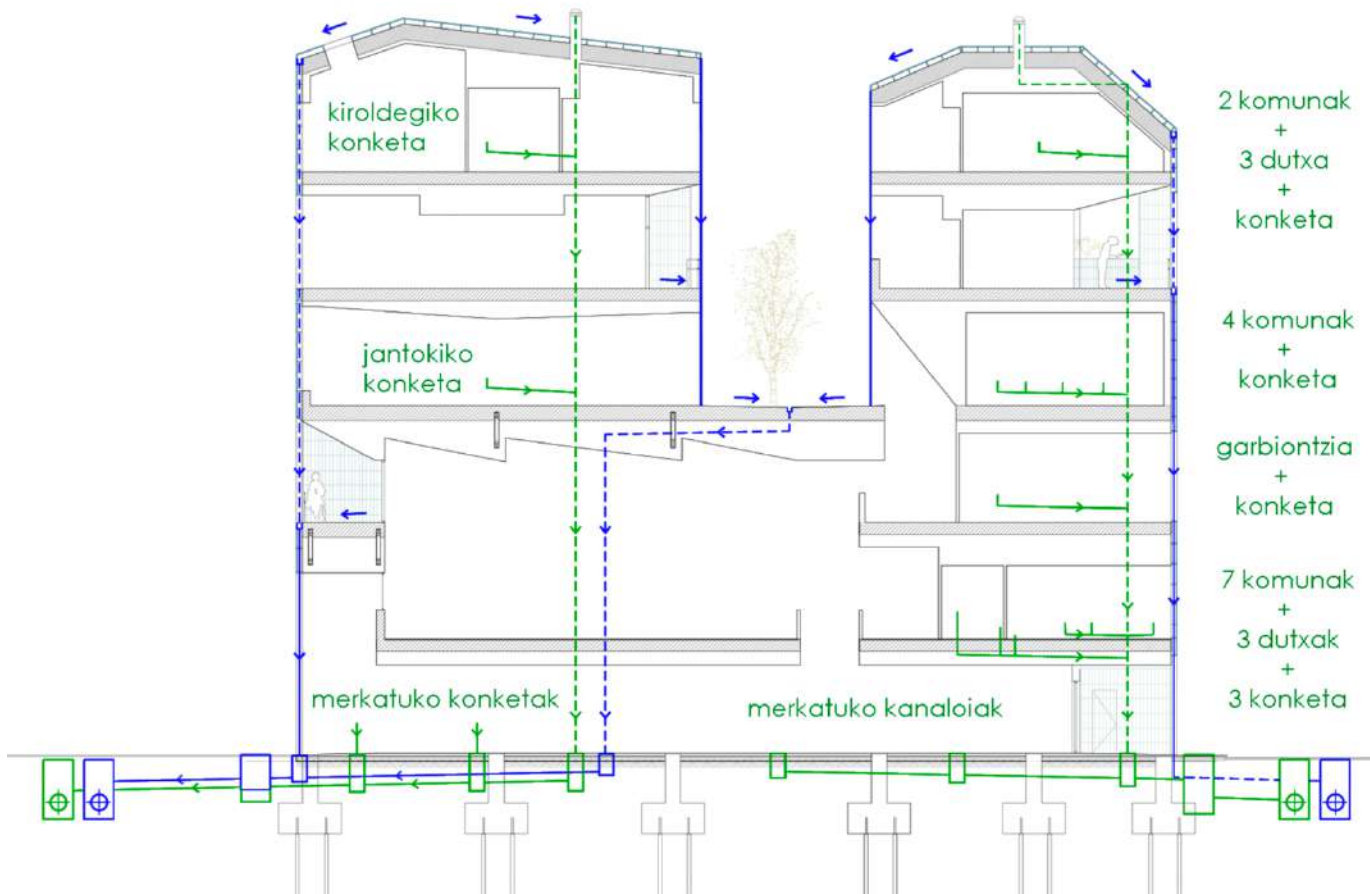 kiroldegiko
konketa
jantokiko
konketa
merkatuko konketak
merkatuko kanaloiak
2 komunak
+
3 dutxa
+
konketa
4 komunak
+
konketa
garbiontzia
+
konketa
7 komunak
+
3 dutxak
+
3 konketa